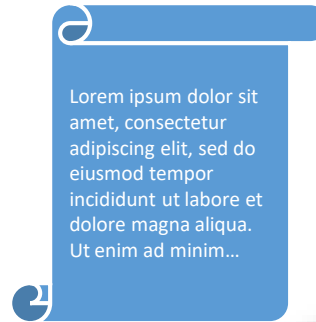 Lorem ipsum dolor sit
amet, consectetur
adipiscing elit, sed do
eiusmod tempor
incididunt ut labore et
dolore magna aliqua.
Ut enim ad minim…